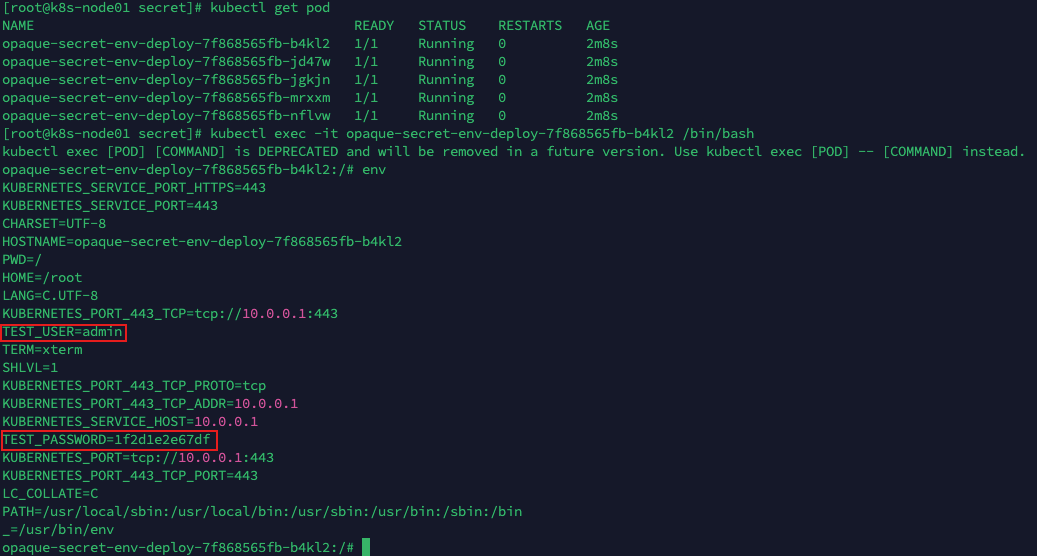 [root@k8s-node01 secret]# kubectl get pod
NAME                                        READY   STATUS    RESTARTS   AGE
opaque-secret-env-deploy-7f868565fb-b4kl2   1/1     Running   0          2m8s
opaque-secret-env-deploy-7f868565fb-jd47w   1/1     Running   0          2m8s
opaque-secret-env-deploy-7f868565fb-jgkjn   1/1     Running   0          2m8s
opaque-secret-env-deploy-7f868565fb-mrxxm   1/1     Running   0          2m8s
opaque-secret-env-deploy-7f868565fb-nflvw   1/1     Running   0          2m8s
[root@k8s-node01 secret]# kubectl exec -it opaque-secret-env-deploy-7f868565fb-b4kl2 /bin/bash
kubectl exec [POD] [COMMAND] is DEPRECATED and will be removed in a future version. Use kubectl exec [POD] -- [COMMAND] instead.
opaque-secret-env-deploy-7f868565fb-b4kl2:/# env
KUBERNETES_SERVICE_PORT_HTTPS=443
KUBERNETES_SERVICE_PORT=443
CHARSET=UTF-8
HOSTNAME=opaque-secret-env-deploy-7f868565fb-b4kl2
PWD=/
HOME=/root
LANG=C.UTF-8
KUBERNETES_PORT_443_TCP=tcp://10.0.0.1:443
TEST_USER=admin
TERM=xterm
SHLVL=1
KUBERNETES_PORT_443_TCP_PROTO=tcp
KUBERNETES_PORT_443_TCP_ADDR=10.0.0.1
KUBERNETES_SERVICE_HOST=10.0.0.1
TEST_PASSWORD=1f2d1e2e67df
KUBERNETES_PORT=tcp://10.0.0.1:443
KUBERNETES_PORT_443_TCP_PORT=443
LC_COLLATE=C
PATH=/usr/local/sbin:/usr/local/bin:/usr/sbin:/usr/bin:/sbin:/bin
_=/usr/bin/env
opaque-secret-env-deploy-7f868565fb-b4kl2:/#